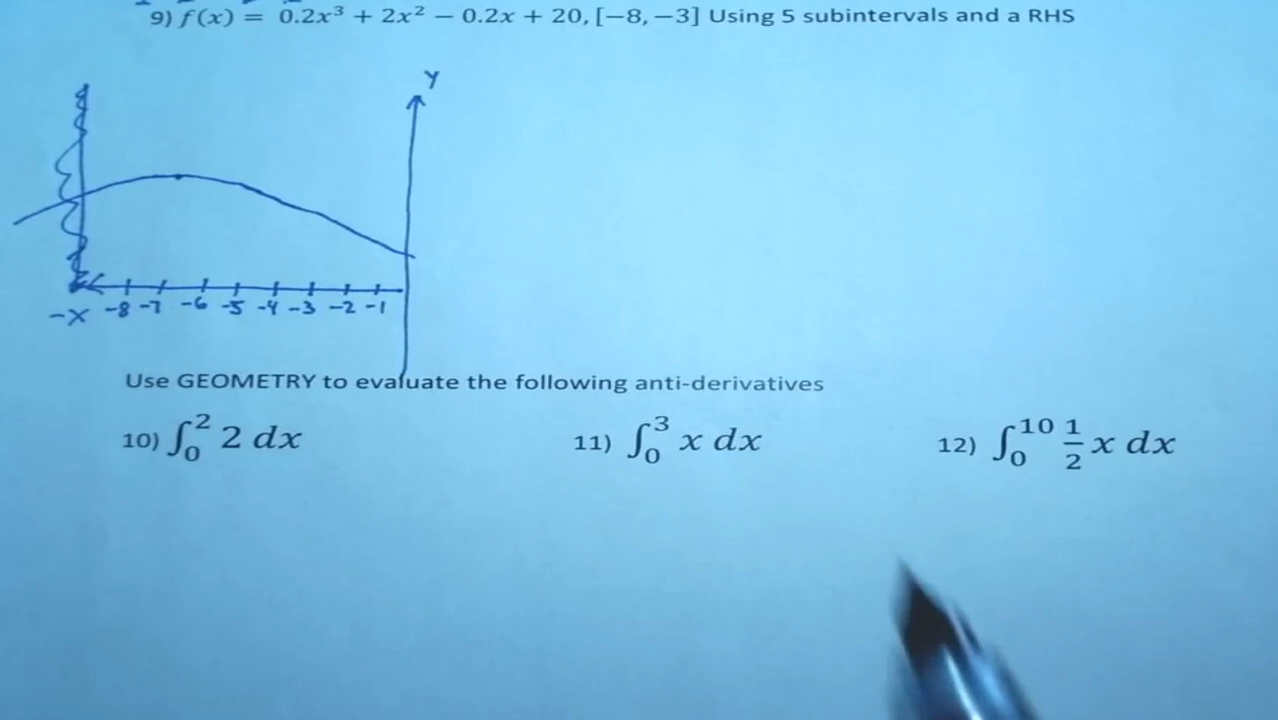 9) f(x) = 0.2x³ + 2x² − 0.2x + 20, [−8, −3] Using 5 subintervals and a RHS
Y
-X -8 -7 -6 -5 -4 -3 -2 -1
Use GEOMETRY to evaluate the following anti-derivatives
10) ∫₀² 2 dx 11) ∫₀³ x dx 12) ∫₀¹⁰ ½ x dx